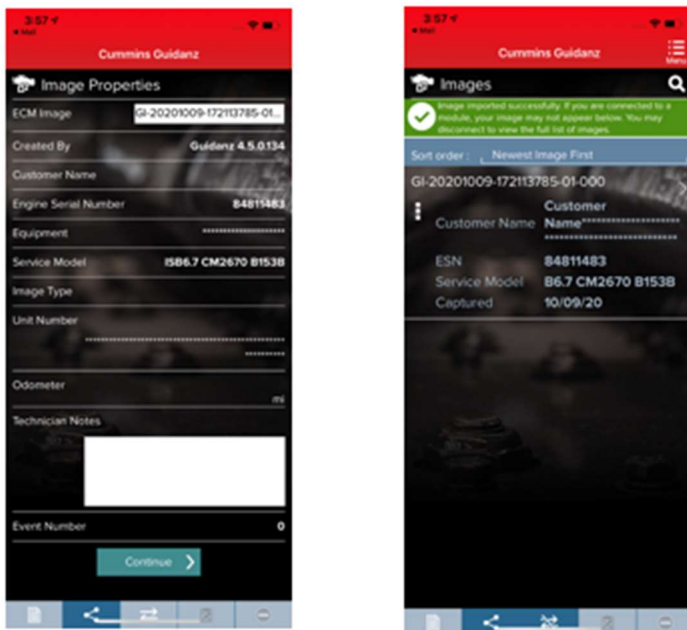 3:57
Mail
Cummins Guidanz
Image Properties
ECM Image GI-20201009-172113785-01...
Created By Guidanz 4.5.0.134
Customer Name
Engine Serial Number 84811483
Equipment ********************
Service Model ISB6.7 CM2670 B153B
Image Type
Unit Number
**************************************************
**********
Odometer
mi
Technician Notes
Event Number 0
Continue
3:57
Mail
Cummins Guidanz
Menu
Images
Image imported successfully. If you are connected to a
module, your image may not appear below. You may
disconnect to view the full list of images.
Sort order : Newest Image First
GI-20201009-172113785-01-000
Customer
Customer Name Name************************
********************************
ESN 84811483
Service Model B6.7 CM2670 B153B
Captured 10/09/20